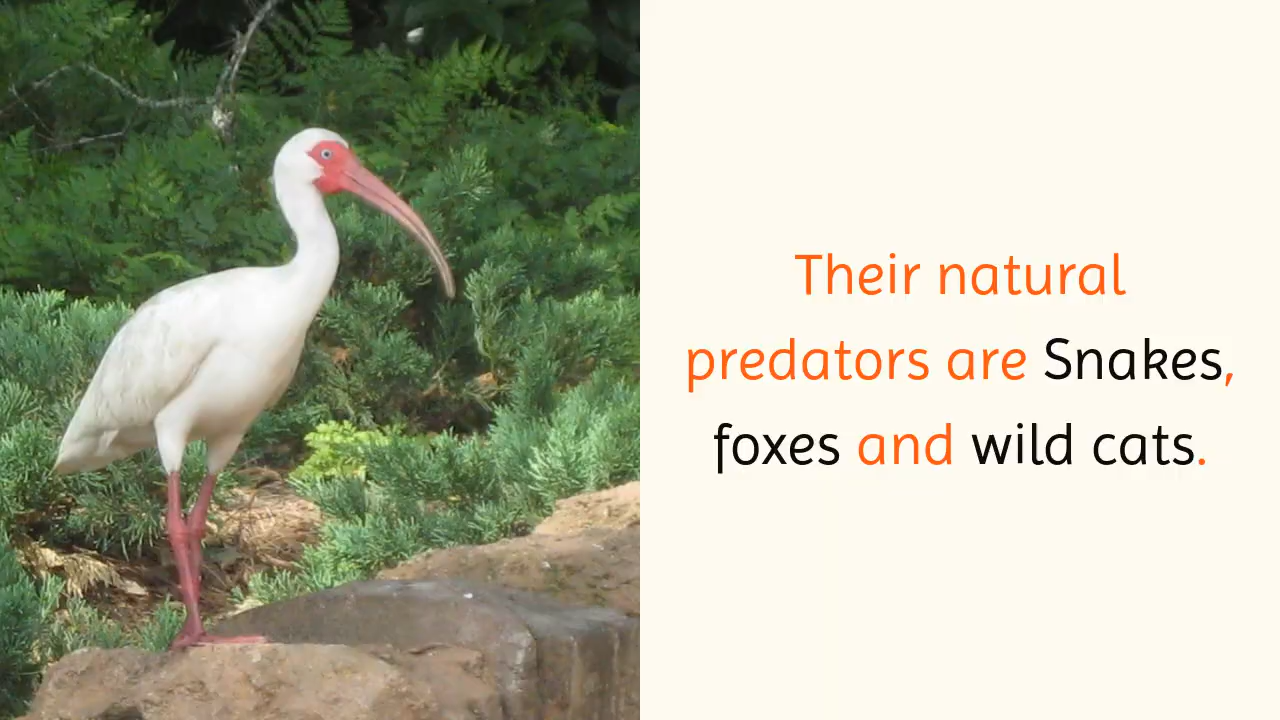 Their natural
predators are Snakes,
foxes and wild cats.